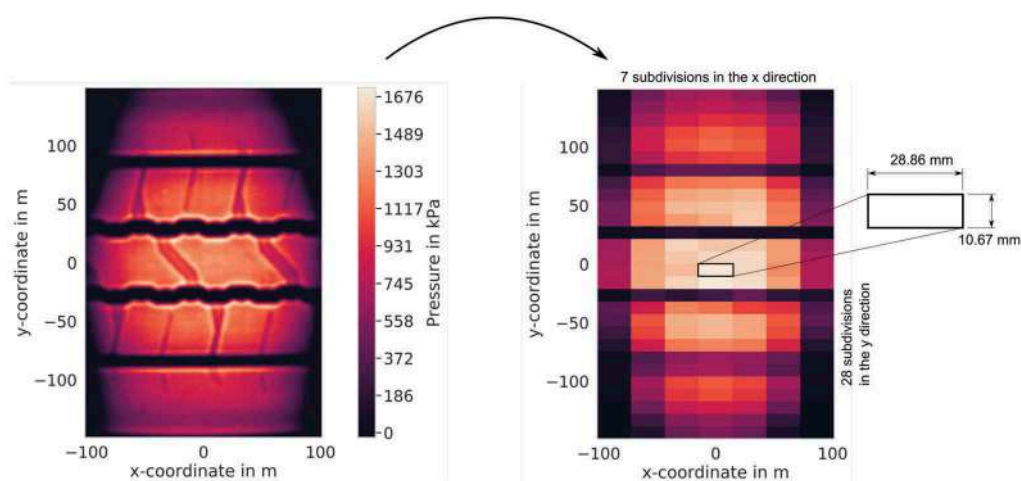 7 subdivisions in the x direction
y-coordinate in m
100
50
0
−50
−100
-100
0
100
x-coordinate in m
1676
1489
1303
1117
931
745
558
372
186
0
Pressure in kPa
y-coordinate in m
100
50
0
−50
−100
-100
0
100
x-coordinate in m
28 subdivisions
in the y direction
28.86 mm
10.67 mm